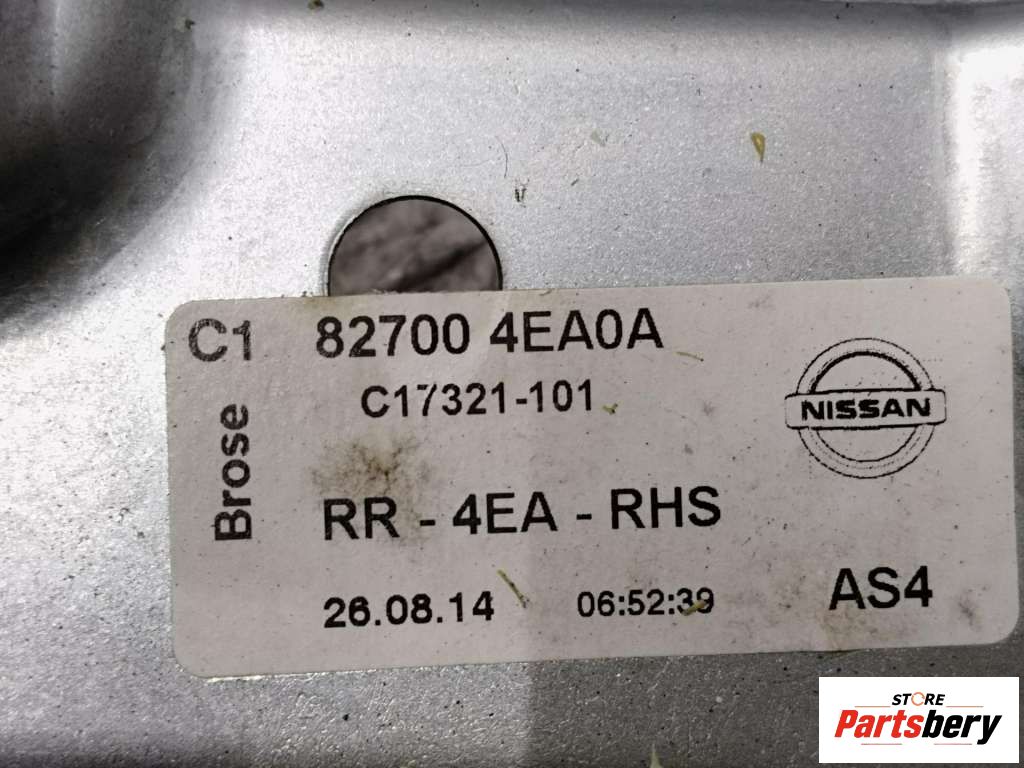 C1 82700 4EA0A
C17321-101
NISSAN
Brose
RR - 4EA - RHS
26.08.14 06:52:39 AS4
STORE
Partsbery